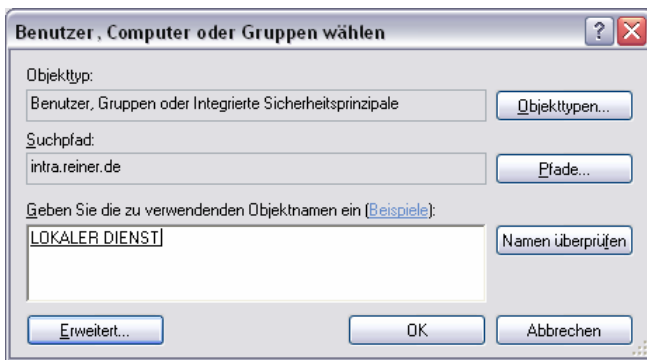 Benutzer, Computer oder Gruppen wählen
Objekttyp:
Benutzer, Gruppen oder Integrierte Sicherheitsprinzipale
Objekttypen...
Suchpfad:
intra.reiner.de
Pfade...
Geben Sie die zu verwendenden Objektnamen ein (Beispiele):
LOKALER DIENST
Namen überprüfen
Erweitert...
OK
Abbrechen